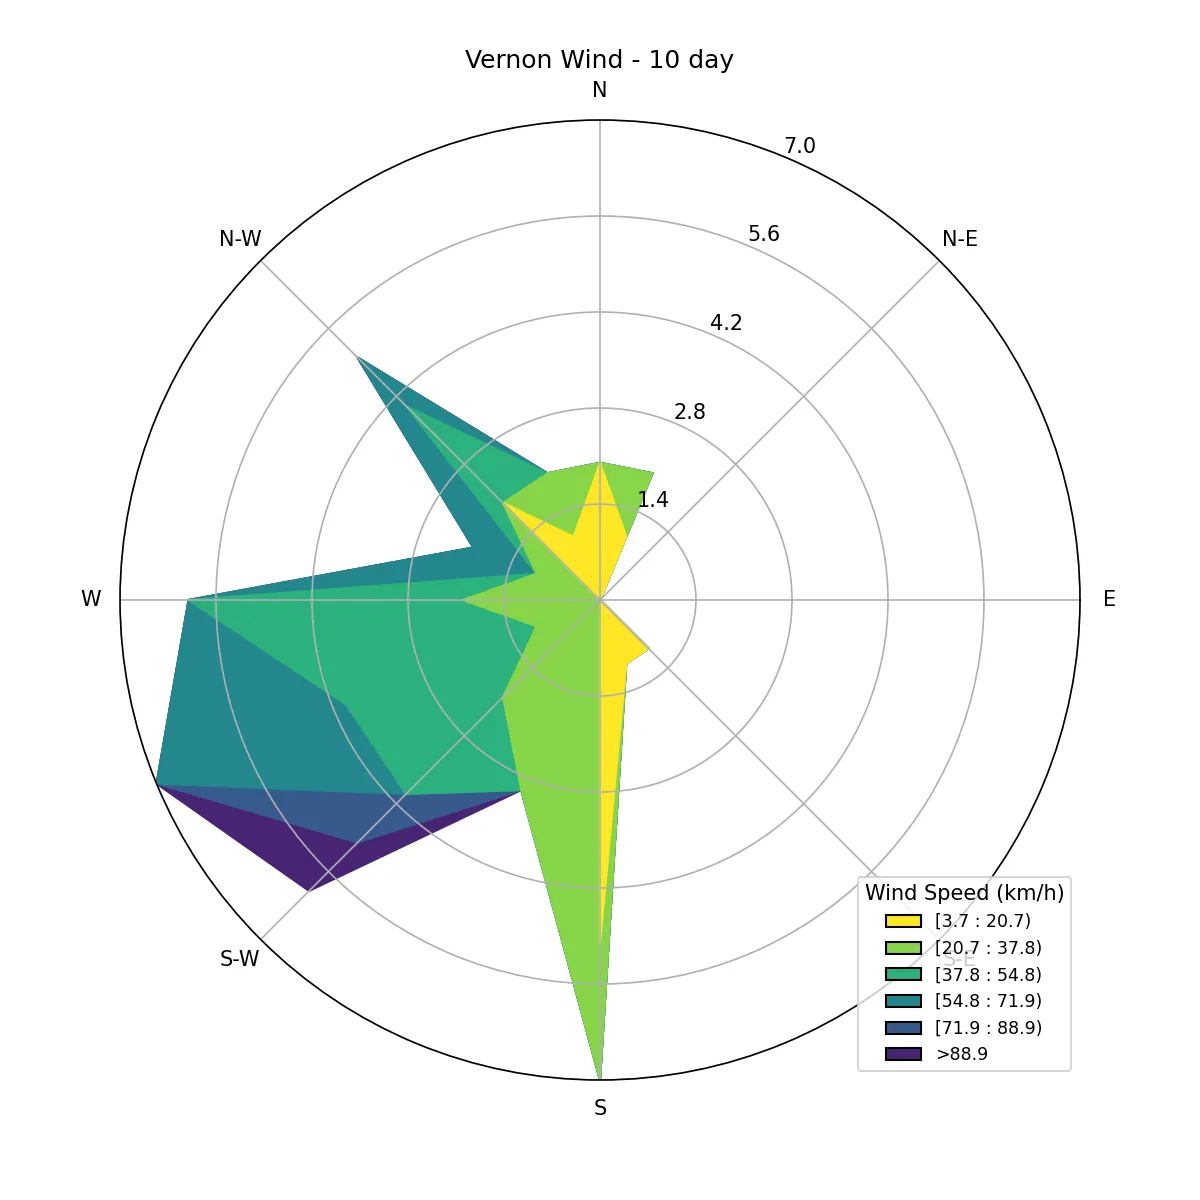 Vernon Wind - 10 day
N
7.0
N-W
5.6
N-E
4.2
2.8
1.4
W
E
S-W
S-E
S
Wind Speed (km/h)
[3.7 : 20.7)
[20.7 : 37.8)
[37.8 : 54.8)
[54.8 : 71.9)
[71.9 : 88.9)
>88.9